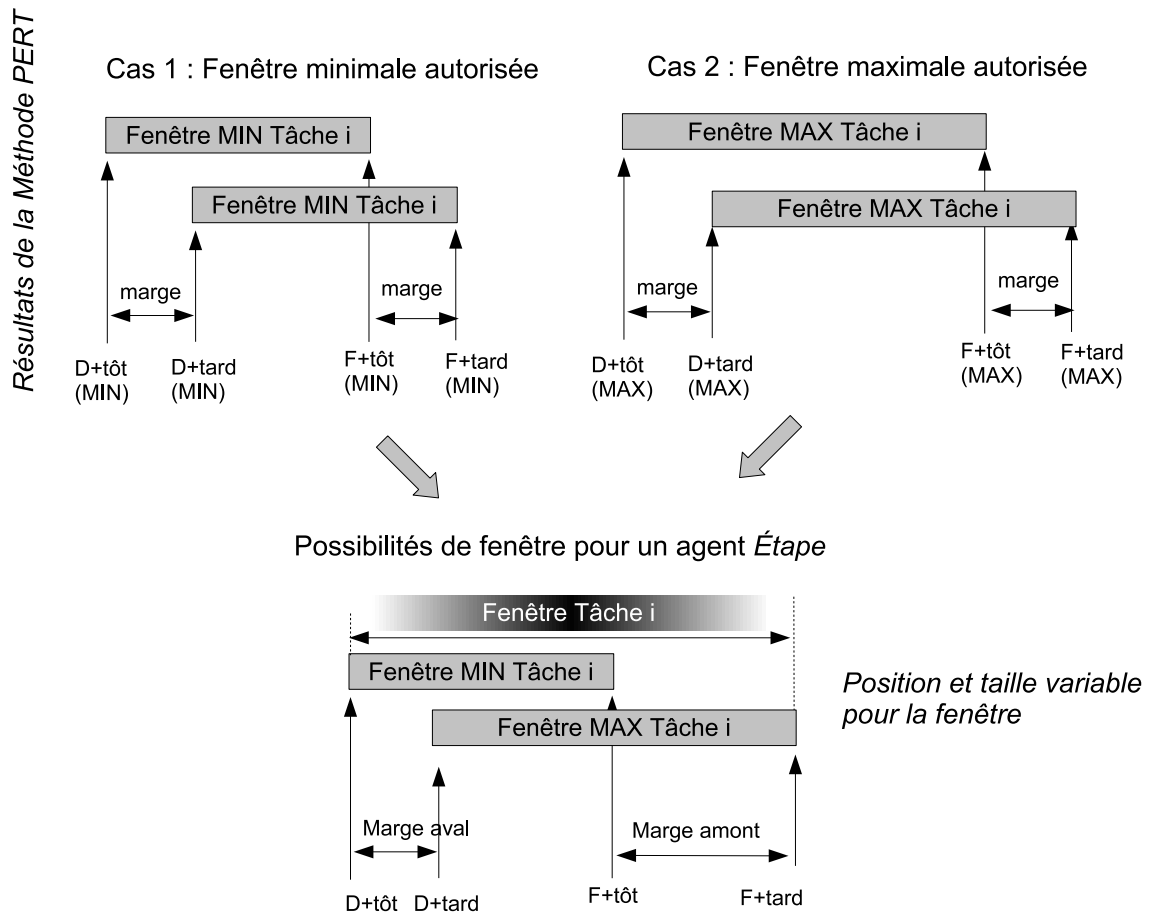 Résultats de la Méthode PERT
Cas 1 : Fenêtre minimale autorisée
Fenêtre MIN Tâche i
Fenêtre MIN Tâche i
marge
marge
D+tôt
(MIN)
D+tard
(MIN)
F+tôt
(MIN)
F+tard
(MIN)
Cas 2 : Fenêtre maximale autorisée
Fenêtre MAX Tâche i
Fenêtre MAX Tâche i
marge
marge
D+tôt
(MAX)
D+tard
(MAX)
F+tôt
(MAX)
F+tard
(MAX)
Possibilités de fenêtre pour un agent Étape
Fenêtre Tâche i
Fenêtre MIN Tâche i
Fenêtre MAX Tâche i
Position et taille variable
pour la fenêtre
Marge aval
Marge amont
D+tôt
D+tard
F+tôt
F+tard